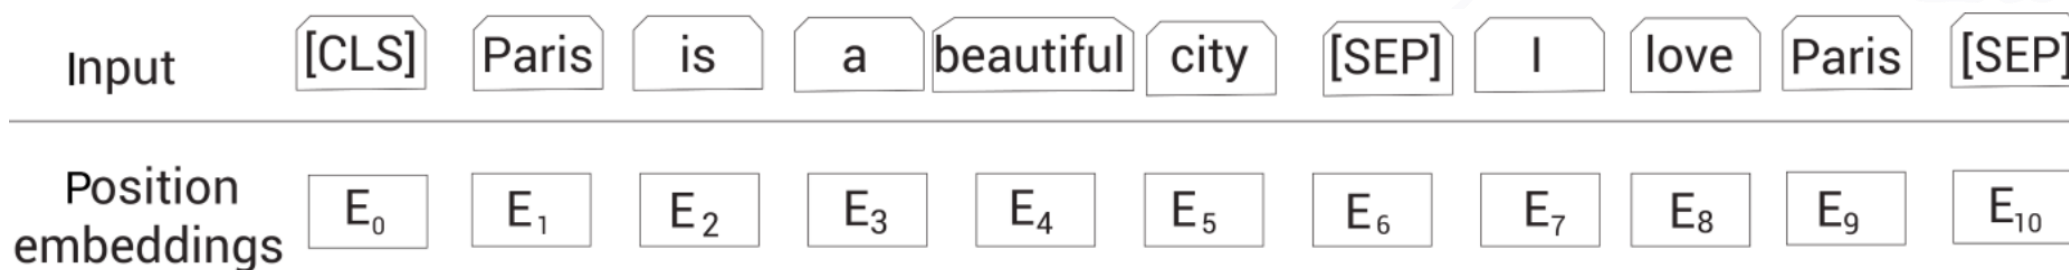 Input [CLS] Paris is a beautiful city [SEP] I love Paris [SEP]
Position
embeddings E₀ E₁ E₂ E₃ E₄ E₅ E₆ E₇ E₈ E₉ E₁₀